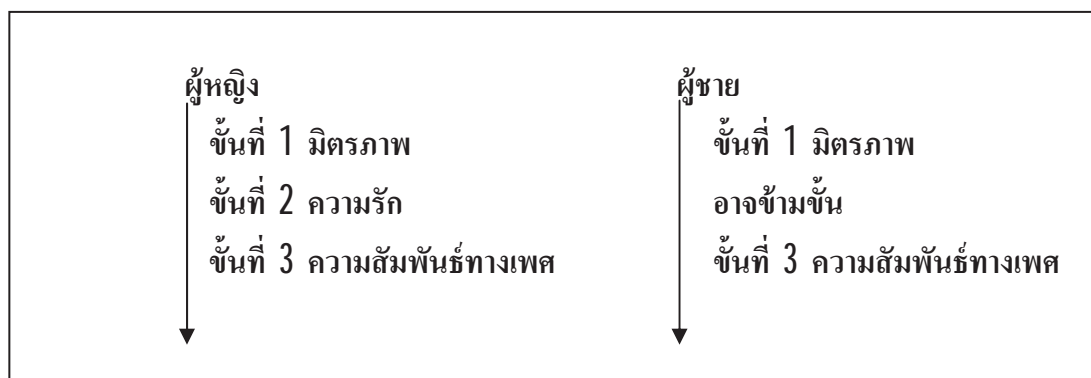 ผู้หญิง
ขั้นที่ 1 มิตรภาพ
ขั้นที่ 2 ความรัก
ขั้นที่ 3 ความสัมพันธ์ทางเพศ
ผู้ชาย
ขั้นที่ 1 มิตรภาพ
อาจข้ามขั้น
ขั้นที่ 3 ความสัมพันธ์ทางเพศ